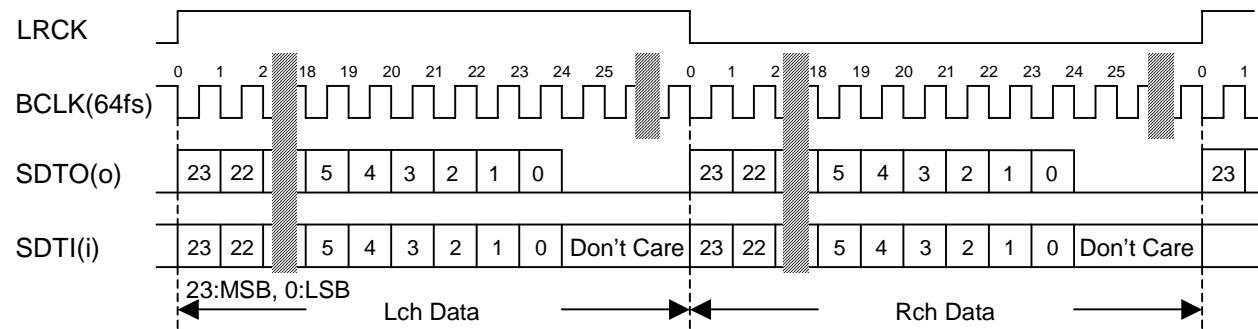 LRCK
0 1 2 18 19 20 21 22 23 24 25 0 1 2 18 19 20 21 22 23 24 25 0 1
BCLK(64fs)
SDTO(o) 23 22 5 4 3 2 1 0 23 22 5 4 3 2 1 0 23
SDTI(i) 23 22 5 4 3 2 1 0 Don't Care 23 22 5 4 3 2 1 0 Don't Care
23:MSB, 0:LSB
Lch Data Rch Data